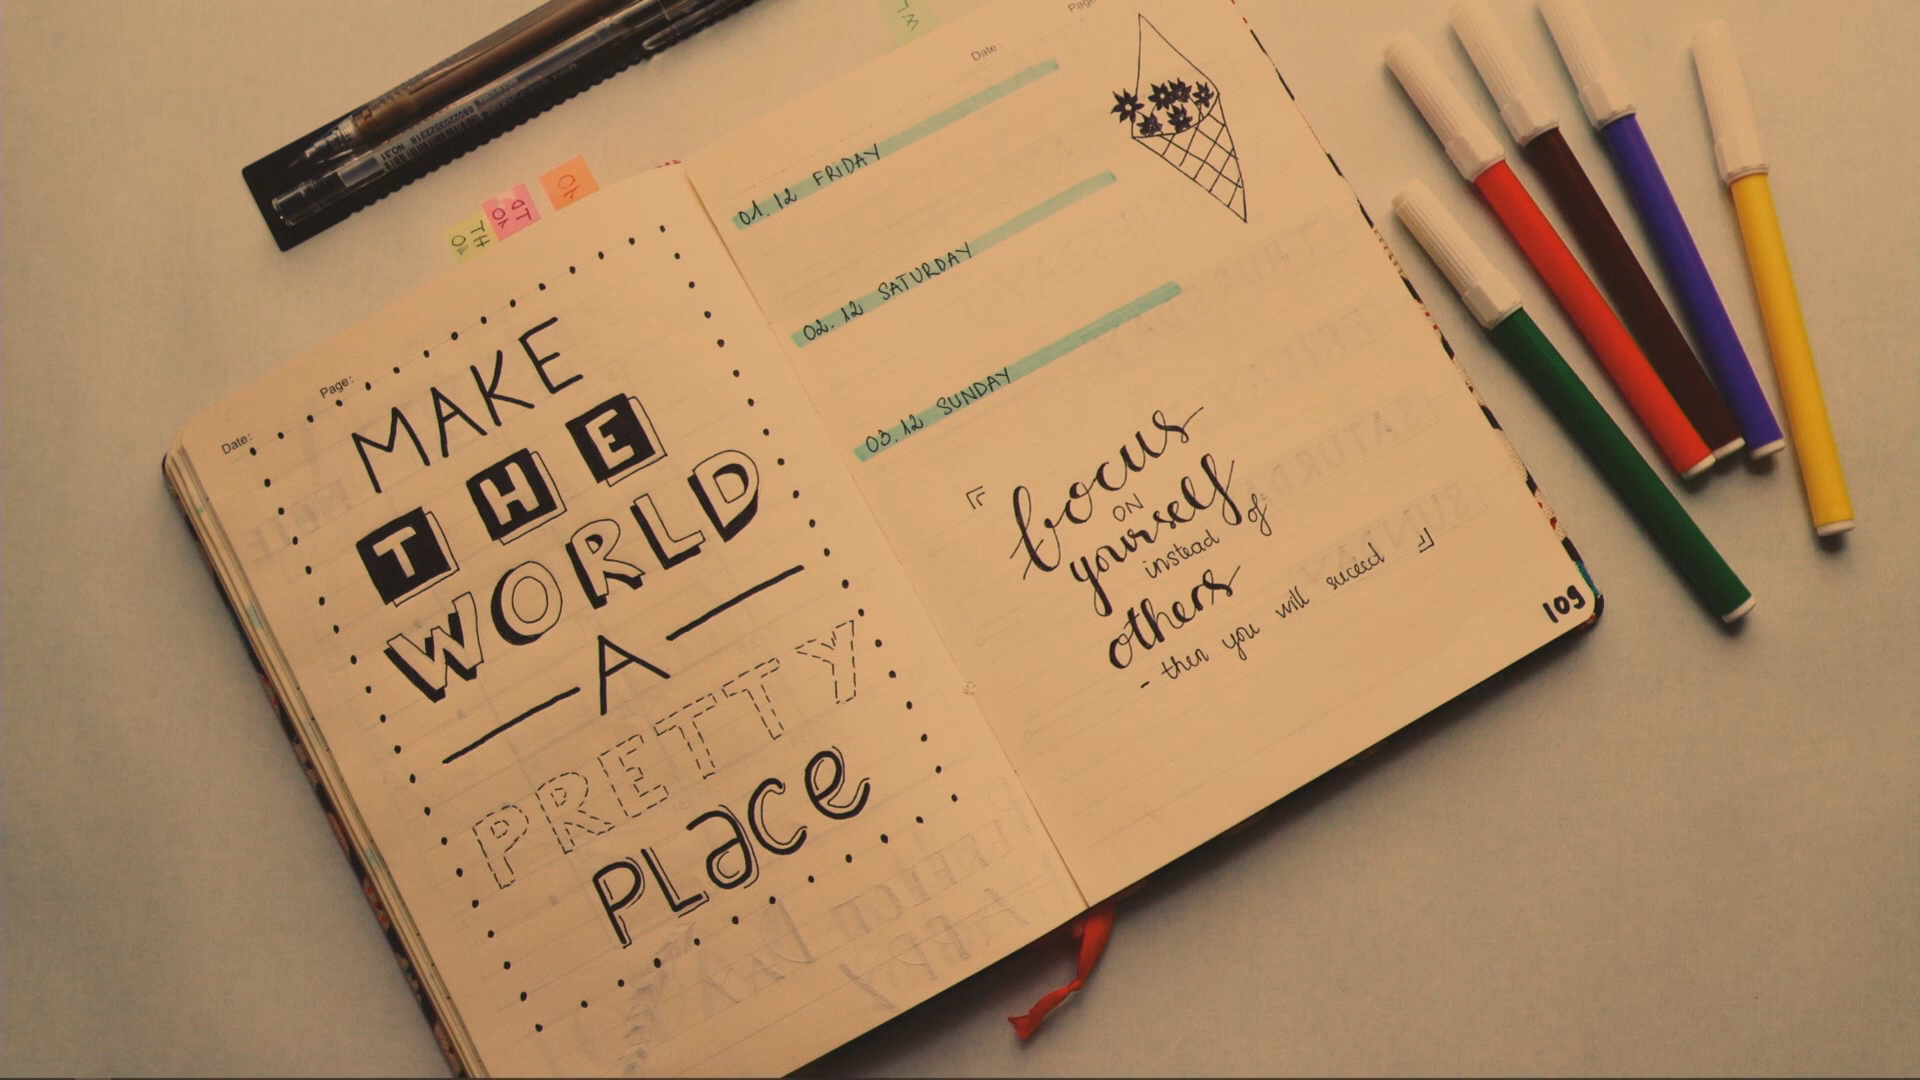 Date:
Page:
MAKE
THE
WORLD
A
PRETTY
PLace
Date:
01.12 FRIDAY
02.12 SATURDAY
03.12 SUNDAY
focus
ON
yourself
instead of
others
- then you will suceed
109